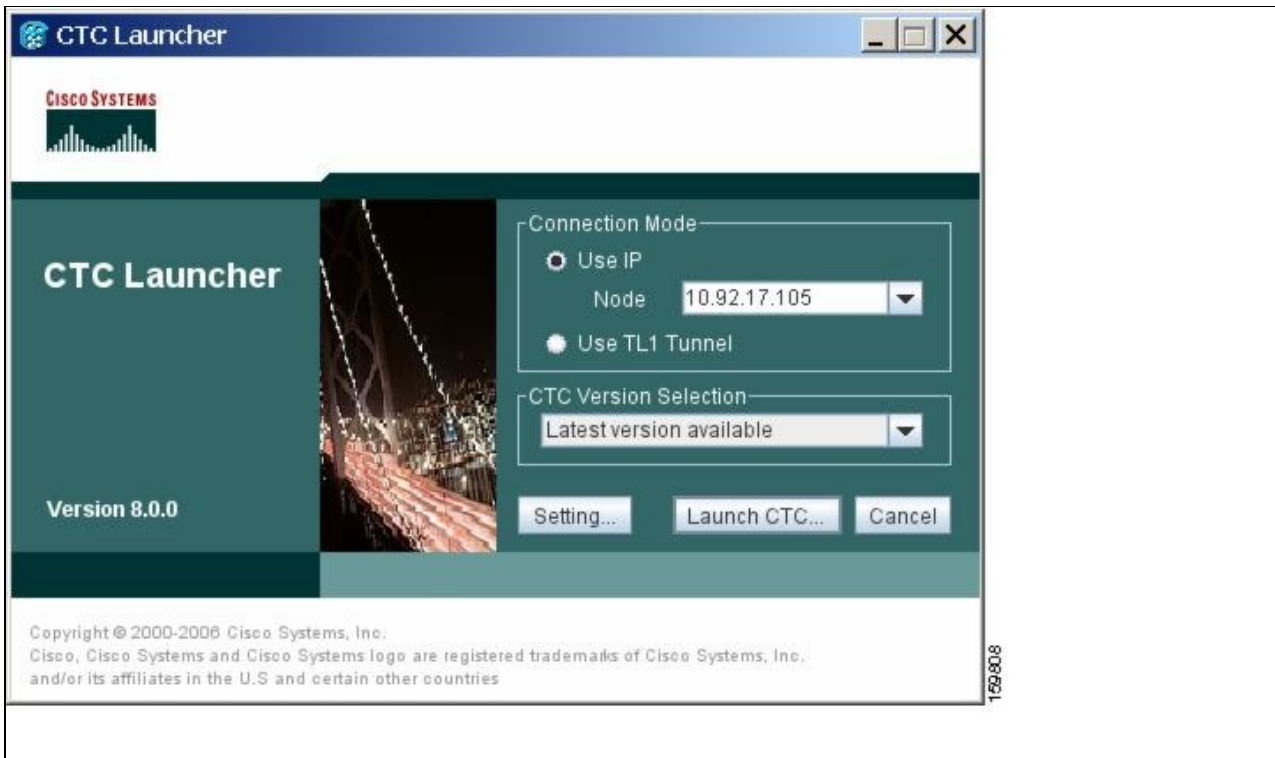 CTC Launcher
CISCO SYSTEMS
CTC Launcher
Version 8.0.0
Connection Mode
Use IP
Node 10.92.17.105
Use TL1 Tunnel
CTC Version Selection
Latest version available
Setting... Launch CTC... Cancel
Copyright © 2000-2006 Cisco Systems, Inc.
Cisco, Cisco Systems and Cisco Systems logo are registered trademarks of Cisco Systems, Inc.
and/or its affiliates in the U.S and certain other countries
159808